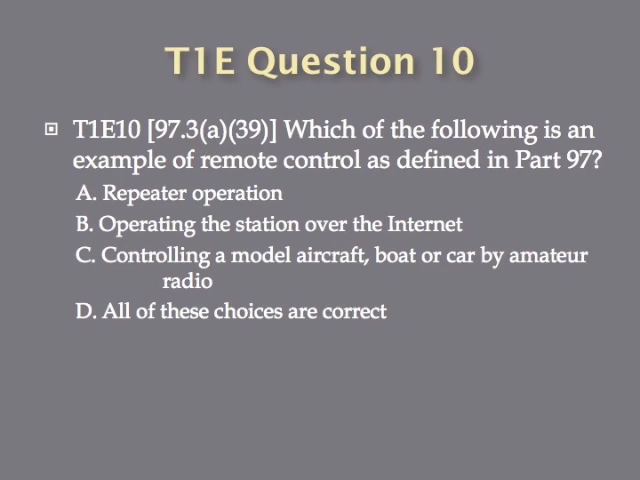 T1E Question 10
T1E10 [97.3(a)(39)] Which of the following is an
example of remote control as defined in Part 97?
A. Repeater operation
B. Operating the station over the Internet
C. Controlling a model aircraft, boat or car by amateur
radio
D. All of these choices are correct